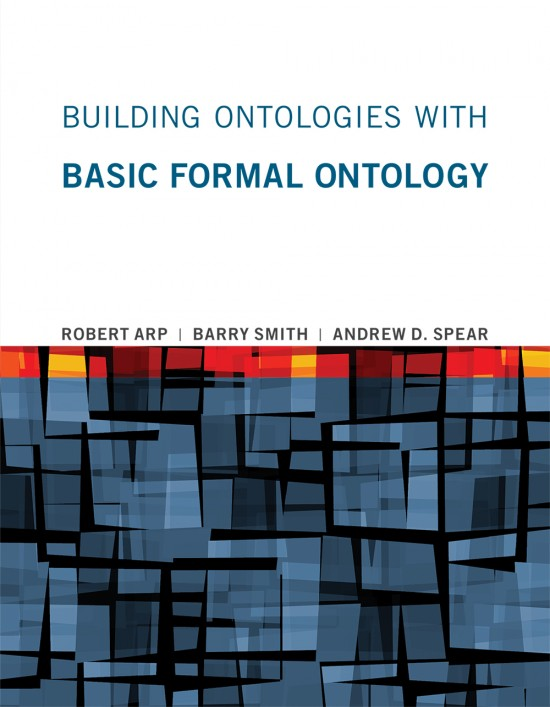 BUILDING ONTOLOGIES WITH
BASIC FORMAL ONTOLOGY
ROBERT ARP | BARRY SMITH | ANDREW D. SPEAR